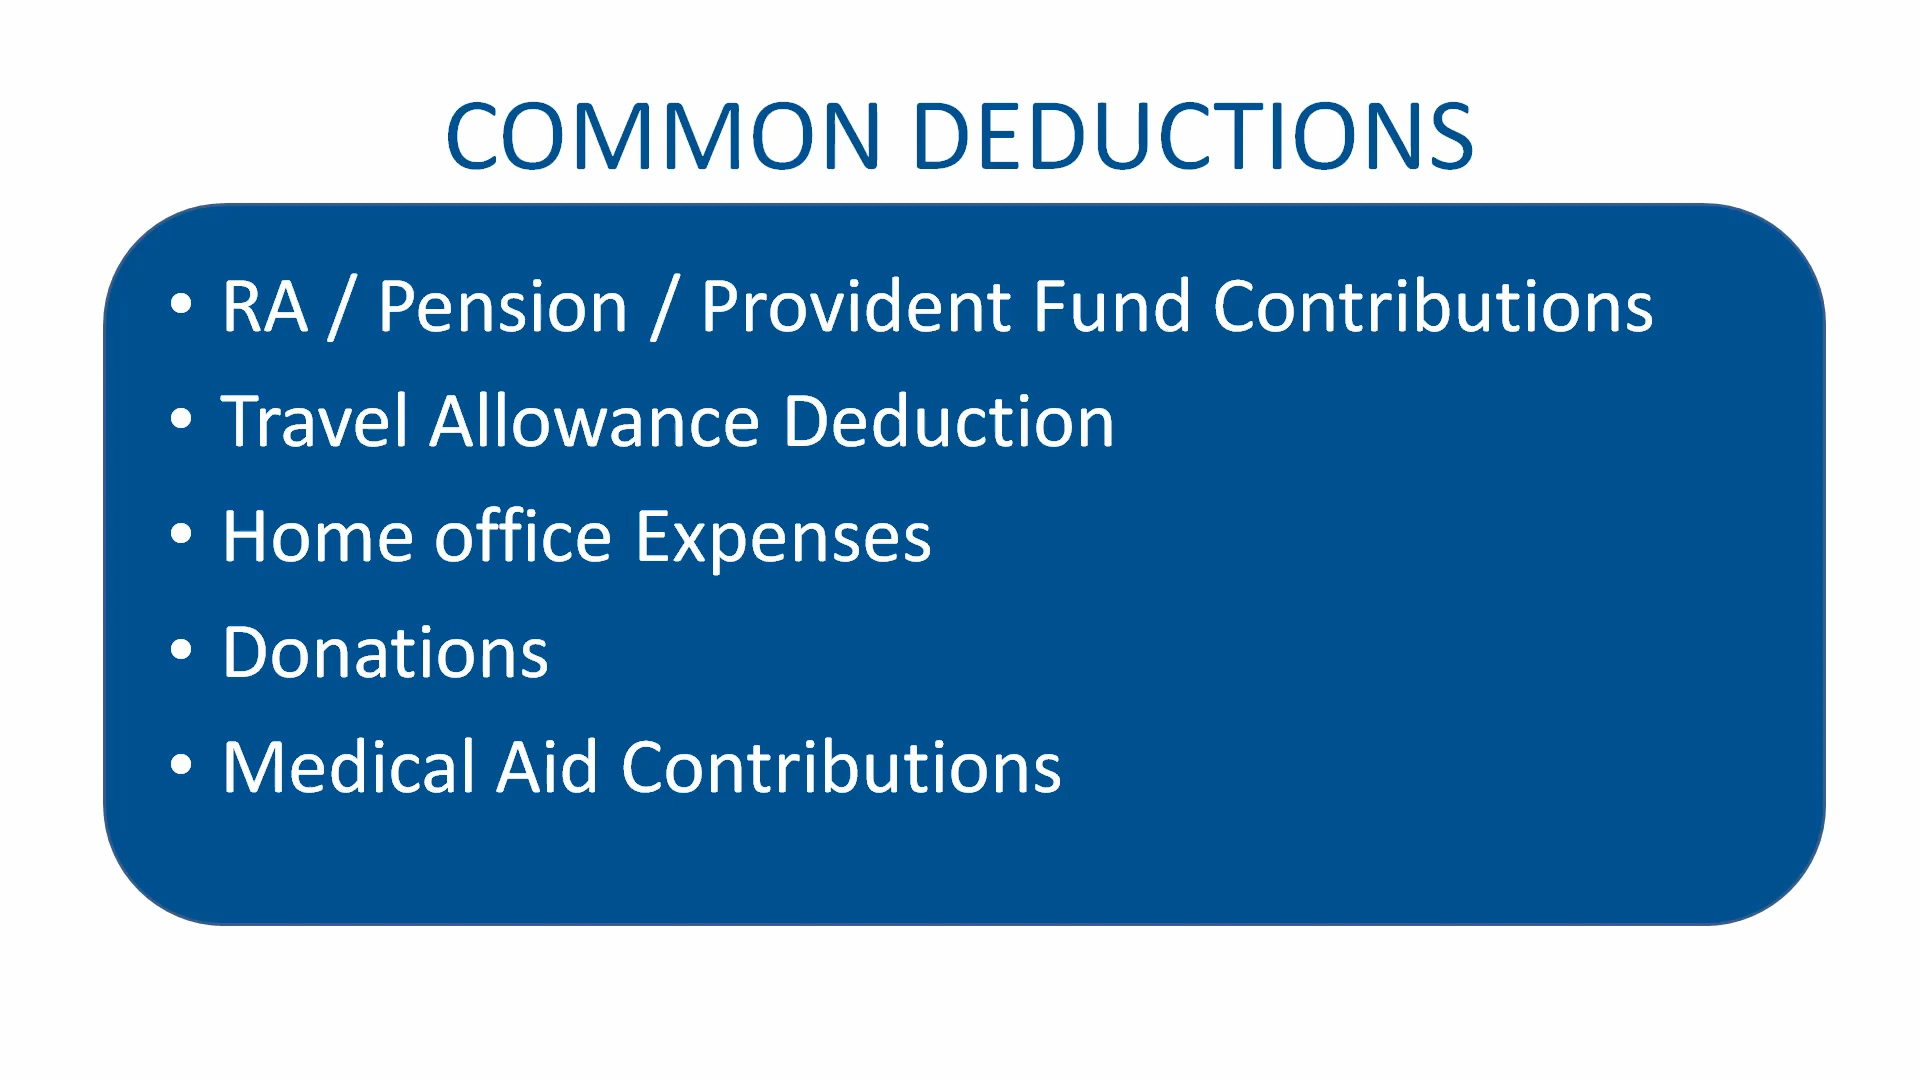 COMMON DEDUCTIONS
• RA / Pension / Provident Fund Contributions
• Travel Allowance Deduction
• Home office Expenses
• Donations
• Medical Aid Contributions